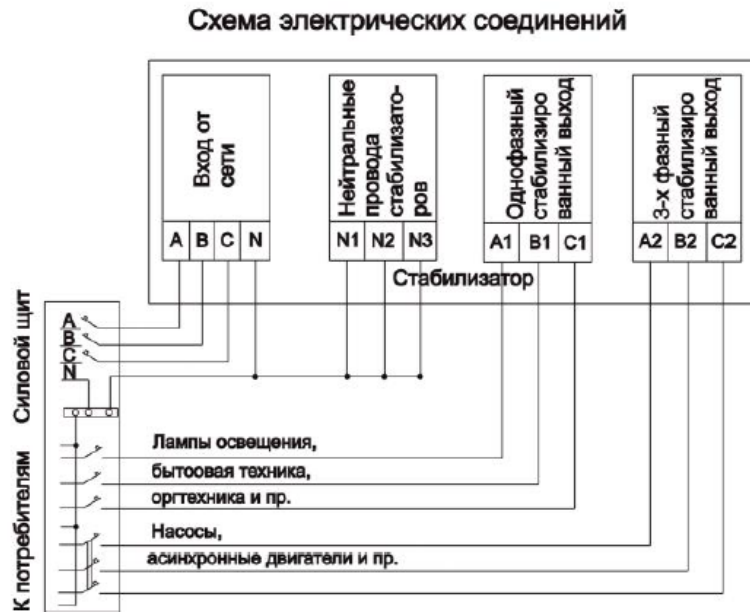 Схема электрических соединений
Вход от
сети
Нейтральные
провода
стабилизато-
ров
Однофазный
стабилизиро
ванный выход
3-х фазный
стабилизиро
ванный выход
A B C N
N1 N2 N3
A1 B1 C1
A2 B2 C2
Стабилизатор
Силовой щит
A
B
C
N
К потребителям
Лампы освещения,
бытоовая техника,
оргтехника и пр.
Насосы,
асинхронные двигатели и пр.